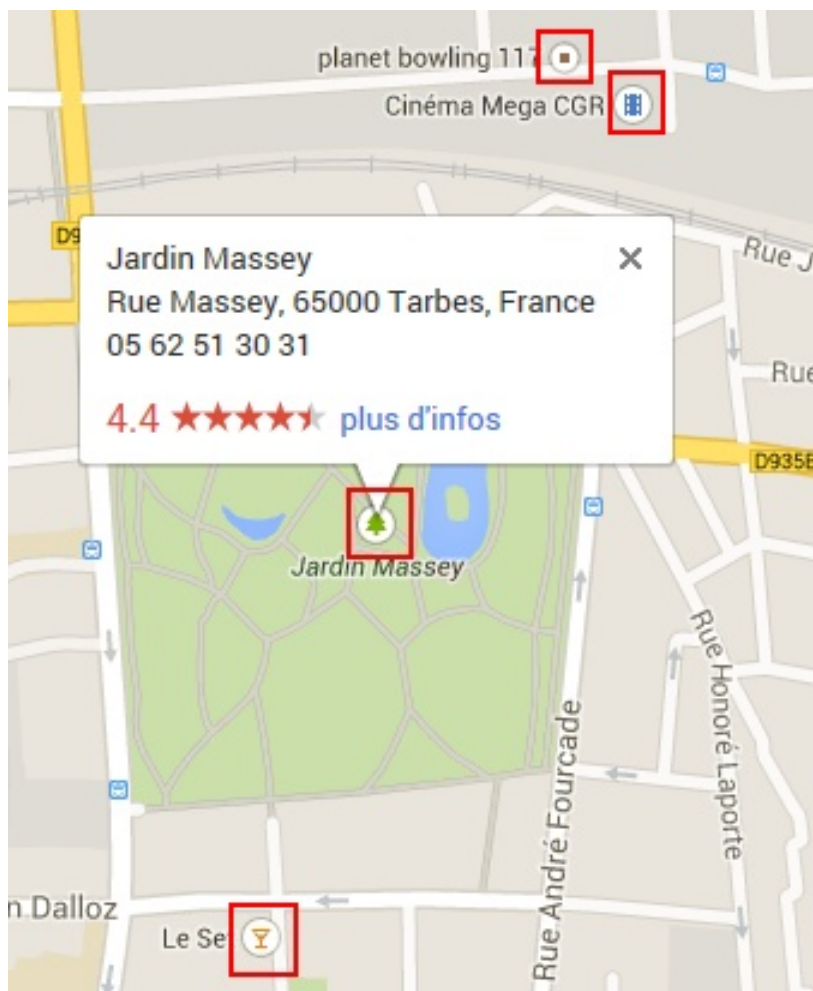 planet bowling 117
Cinéma Mega CGR
D9
Jardin Massey
Rue Massey, 65000 Tarbes, France
05 62 51 30 31
4.4 plus d'infos
Rue J
Rue
D935B
Jardin Massey
Rue Honoré Laporte
Rue André Fourcade
n Dalloz
Le Se